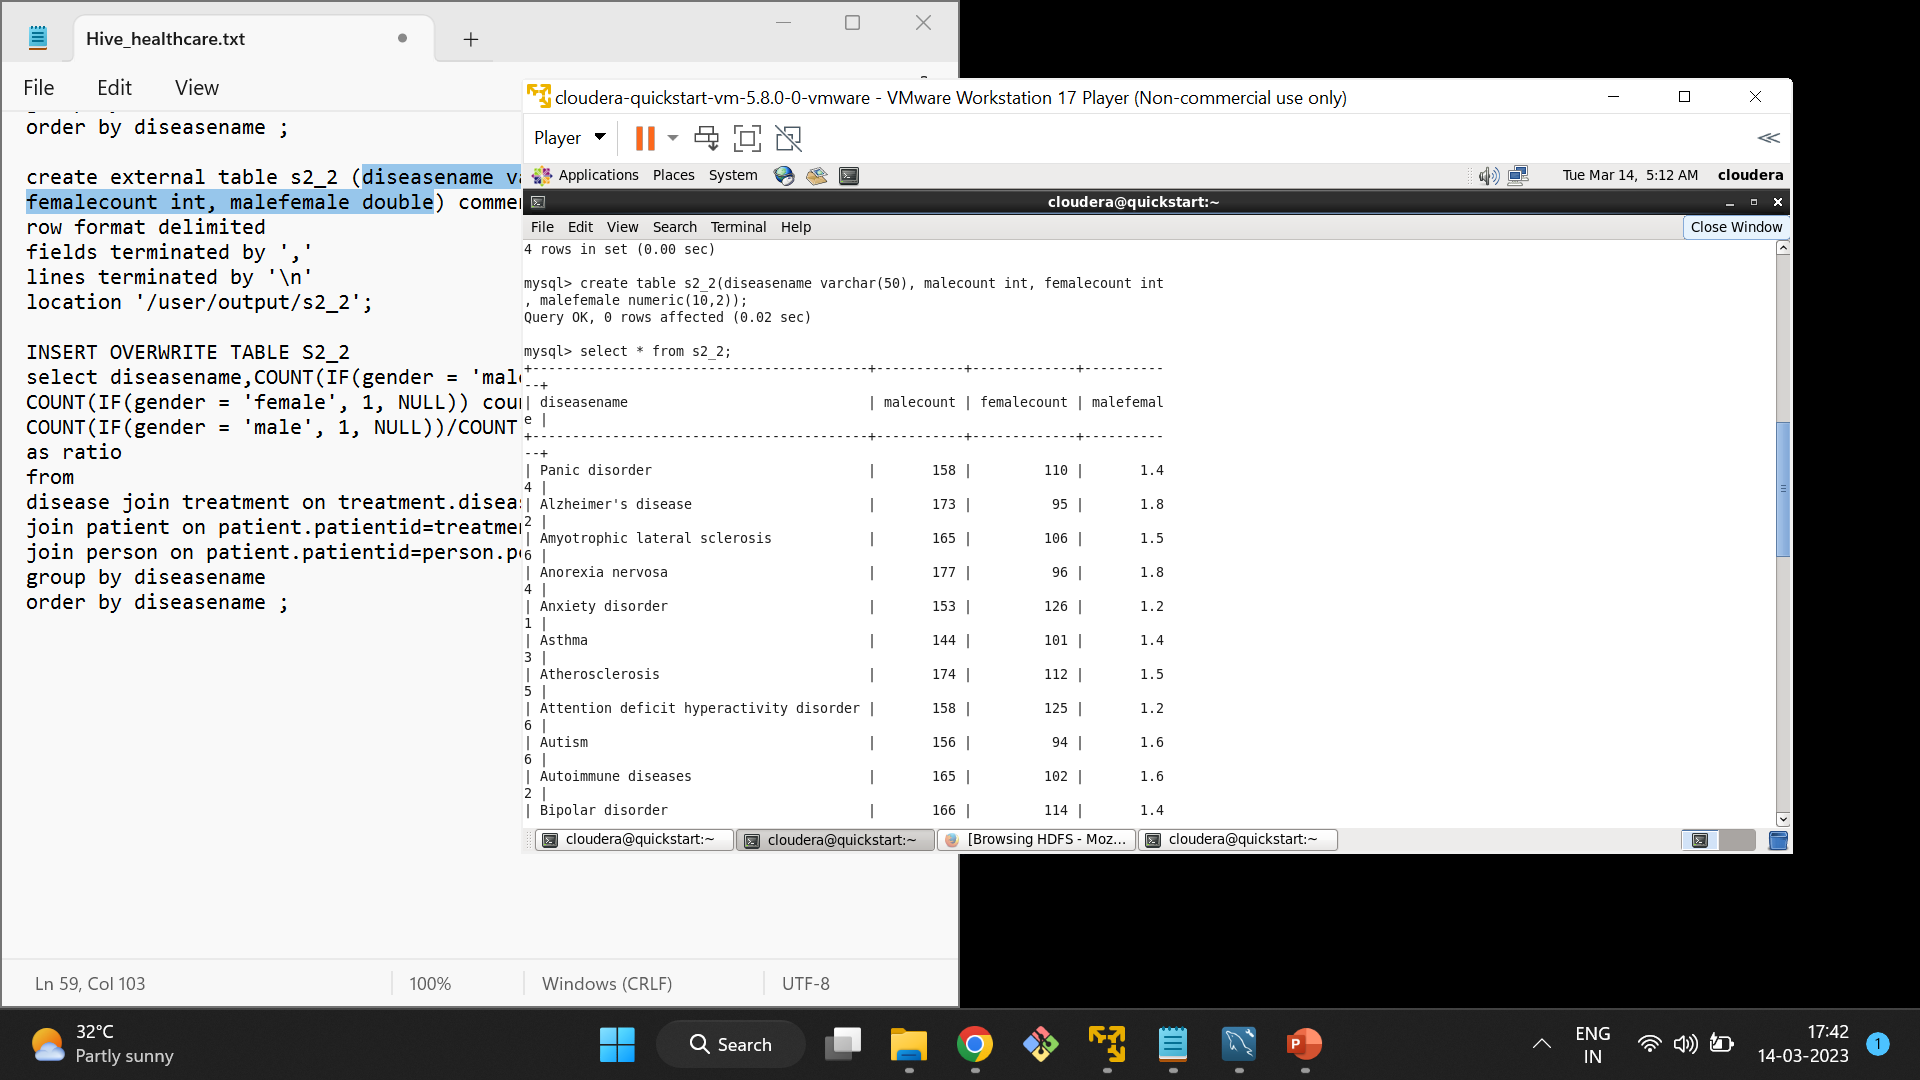 Hive_healthcare.txt
File Edit View
order by diseasename ;
create external table s2_2 (diseasename va
femalecount int, malefemale double) comme
row format delimited
fields terminated by ','
lines terminated by '\n'
location '/user/output/s2_2';
INSERT OVERWRITE TABLE S2_2
select diseasename,COUNT(IF(gender = 'mal
COUNT(IF(gender = 'female', 1, NULL)) cou
COUNT(IF(gender = 'male', 1, NULL))/COUNT
as ratio
from
disease join treatment on treatment.diseas
join patient on patient.patientid=treatme
join person on patient.patientid=person.pe
group by diseasename
order by diseasename ;
Ln 59, Col 103 100% Windows (CRLF) UTF-8
cloudera-quickstart-vm-5.8.0-0-vmware - VMware Workstation 17 Player (Non-commercial use only)
Player
Applications Places System Tue Mar 14, 5:12 AM cloudera
cloudera@quickstart:~
File Edit View Search Terminal Help Close Window
4 rows in set (0.00 sec)
mysql> create table s2_2(diseasename varchar(50), malecount int, femalecount int
, malefemale numeric(10,2));
Query OK, 0 rows affected (0.02 sec)
mysql> select * from s2_2;
+------------------------------------------+-----------+-------------+----------
--+
| diseasename | malecount | femalecount | malefemal
e |
+------------------------------------------+-----------+-------------+----------
--+
| Panic disorder | 158 | 110 | 1.4
4 |
| Alzheimer's disease | 173 | 95 | 1.8
2 |
| Amyotrophic lateral sclerosis | 165 | 106 | 1.5
6 |
| Anorexia nervosa | 177 | 96 | 1.8
4 |
| Anxiety disorder | 153 | 126 | 1.2
1 |
| Asthma | 144 | 101 | 1.4
3 |
| Atherosclerosis | 174 | 112 | 1.5
5 |
| Attention deficit hyperactivity disorder | 158 | 125 | 1.2
6 |
| Autism | 156 | 94 | 1.6
6 |
| Autoimmune diseases | 165 | 102 | 1.6
2 |
| Bipolar disorder | 166 | 114 | 1.4
cloudera@quickstart:~ cloudera@quickstart:~ [Browsing HDFS - Moz... cloudera@quickstart:~
32°C
Partly sunny
Search
P
ENG
IN
17:42
14-03-2023
1